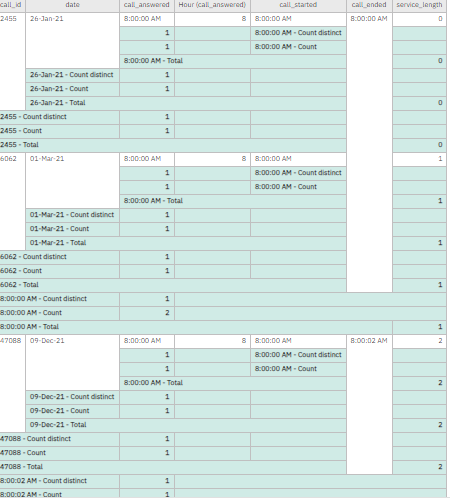 call_id date call_answered Hour (call_answered) call_started call_ended service_length
2455 26-Jan-21 8:00:00 AM 8 8:00:00 AM 8:00:00 AM 0
1 8:00:00 AM - Count distinct
1 8:00:00 AM - Count
8:00:00 AM - Total 0
26-Jan-21 - Count distinct 1
26-Jan-21 - Count 1
26-Jan-21 - Total 0
2455 - Count distinct 1
2455 - Count 1
2455 - Total 0
6062 01-Mar-21 8:00:00 AM 8 8:00:00 AM 1
1 8:00:00 AM - Count distinct
1 8:00:00 AM - Count
8:00:00 AM - Total 1
01-Mar-21 - Count distinct 1
01-Mar-21 - Count 1
01-Mar-21 - Total 1
6062 - Count distinct 1
6062 - Count 1
6062 - Total 1
8:00:00 AM - Count distinct 1
8:00:00 AM - Count 2
8:00:00 AM - Total 1
47088 09-Dec-21 8:00:00 AM 8 8:00:00 AM 8:00:02 AM 2
1 8:00:00 AM - Count distinct
1 8:00:00 AM - Count
8:00:00 AM - Total 2
09-Dec-21 - Count distinct 1
09-Dec-21 - Count 1
09-Dec-21 - Total 2
47088 - Count distinct 1
47088 - Count 1
47088 - Total 2
8:00:02 AM - Count distinct 1
8:00:02 AM - Count 1